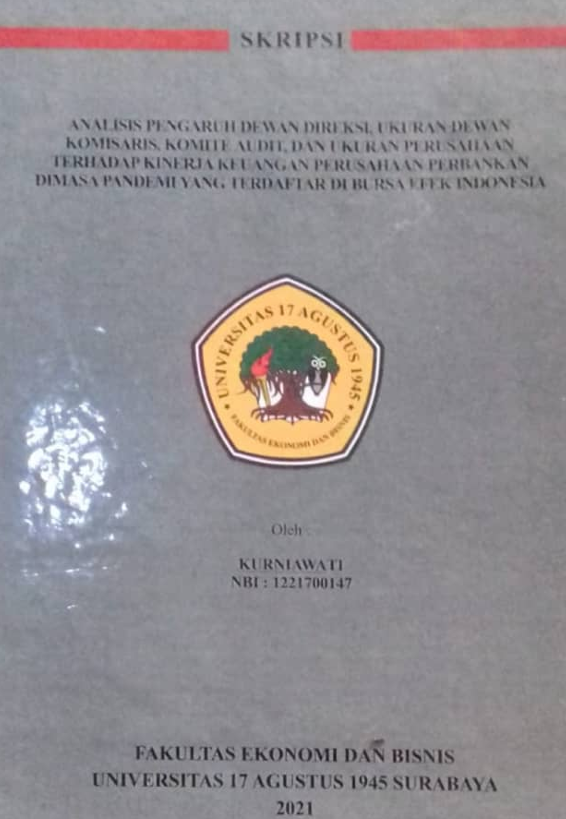 SKRIPSI
ANALISIS PENGARUH DEWAN DIREKSI, UKURAN DEWAN
KOMISARIS, KOMITE AUDIT, DAN UKURAN PERUSAHAAN
TERHADAP KINERJA KEUANGAN PERUSAHAAN PERBANKAN
DIMASA PANDEMI YANG TERDAFTAR DI BURSA EFEK INDONESIA
UNIVERSITAS 17 AGUSTUS 1945
FAKULTAS EKONOMI DAN BISNIS
Oleh :
KURNIAWATI
NBI : 1221700147
FAKULTAS EKONOMI DAN BISNIS
UNIVERSITAS 17 AGUSTUS 1945 SURABAYA
2021